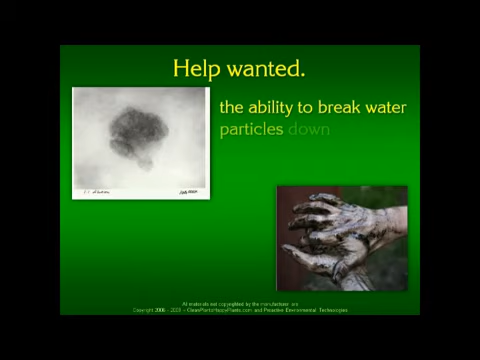 Help wanted.
the ability to break water
particles down
All materials not copyrighted by the manufacturer are
Copyright 2006 - 2009 - CleanPlantsHappyPlants.com and Proactive Environmental Technologies